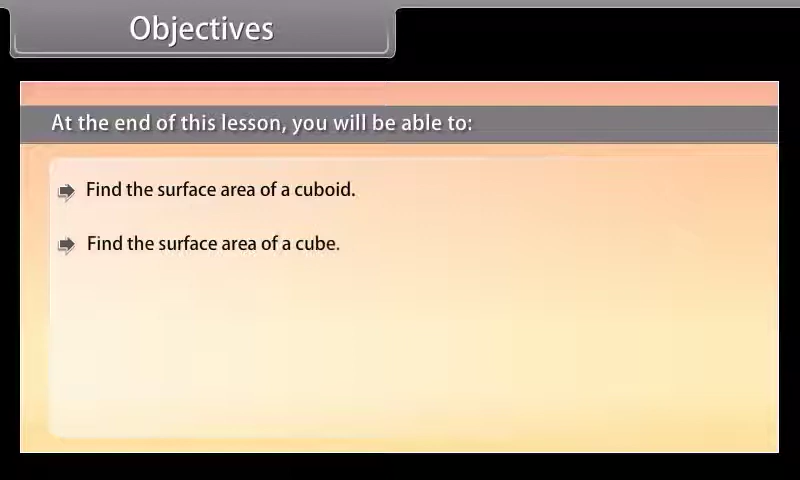 Objectives
At the end of this lesson, you will be able to:
Find the surface area of a cuboid.
Find the surface area of a cube.